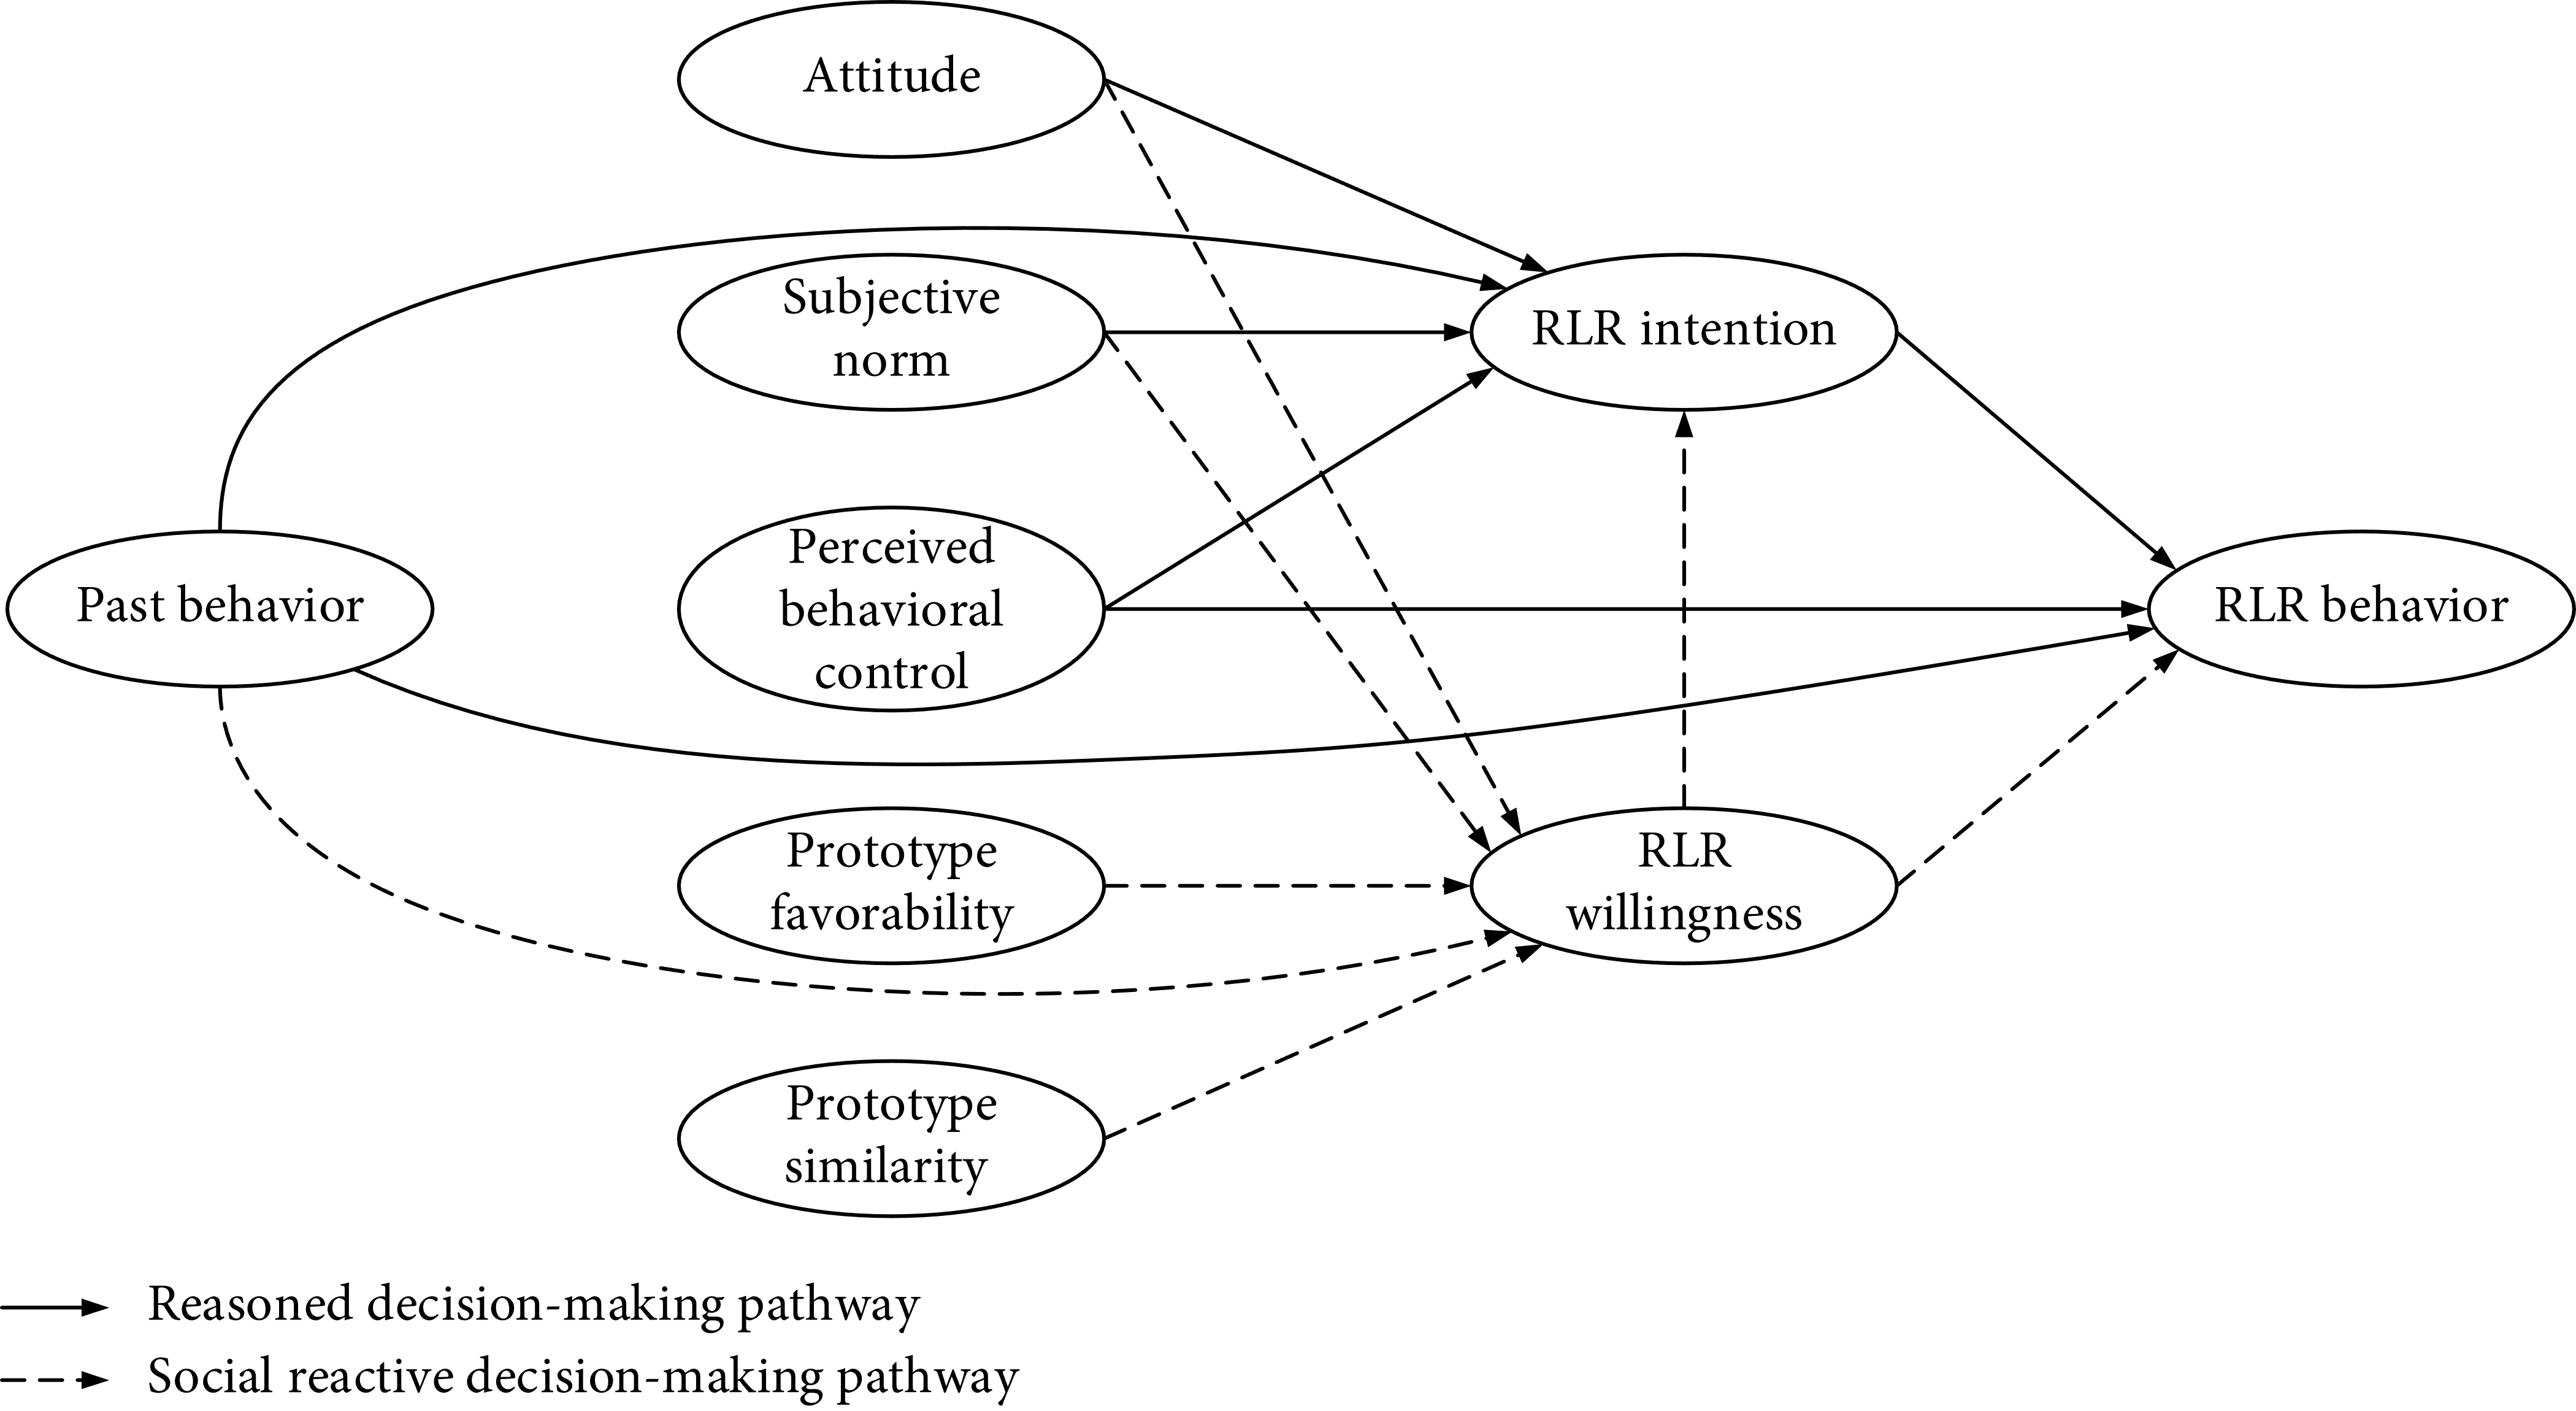 Attitude
Subjective
norm
RLR intention
Perceived
behavioral
control
Past behavior
RLR behavior
Prototype
favorability
RLR
willingness
Prototype
similarity
Reasoned decision-making pathway
Social reactive decision-making pathway